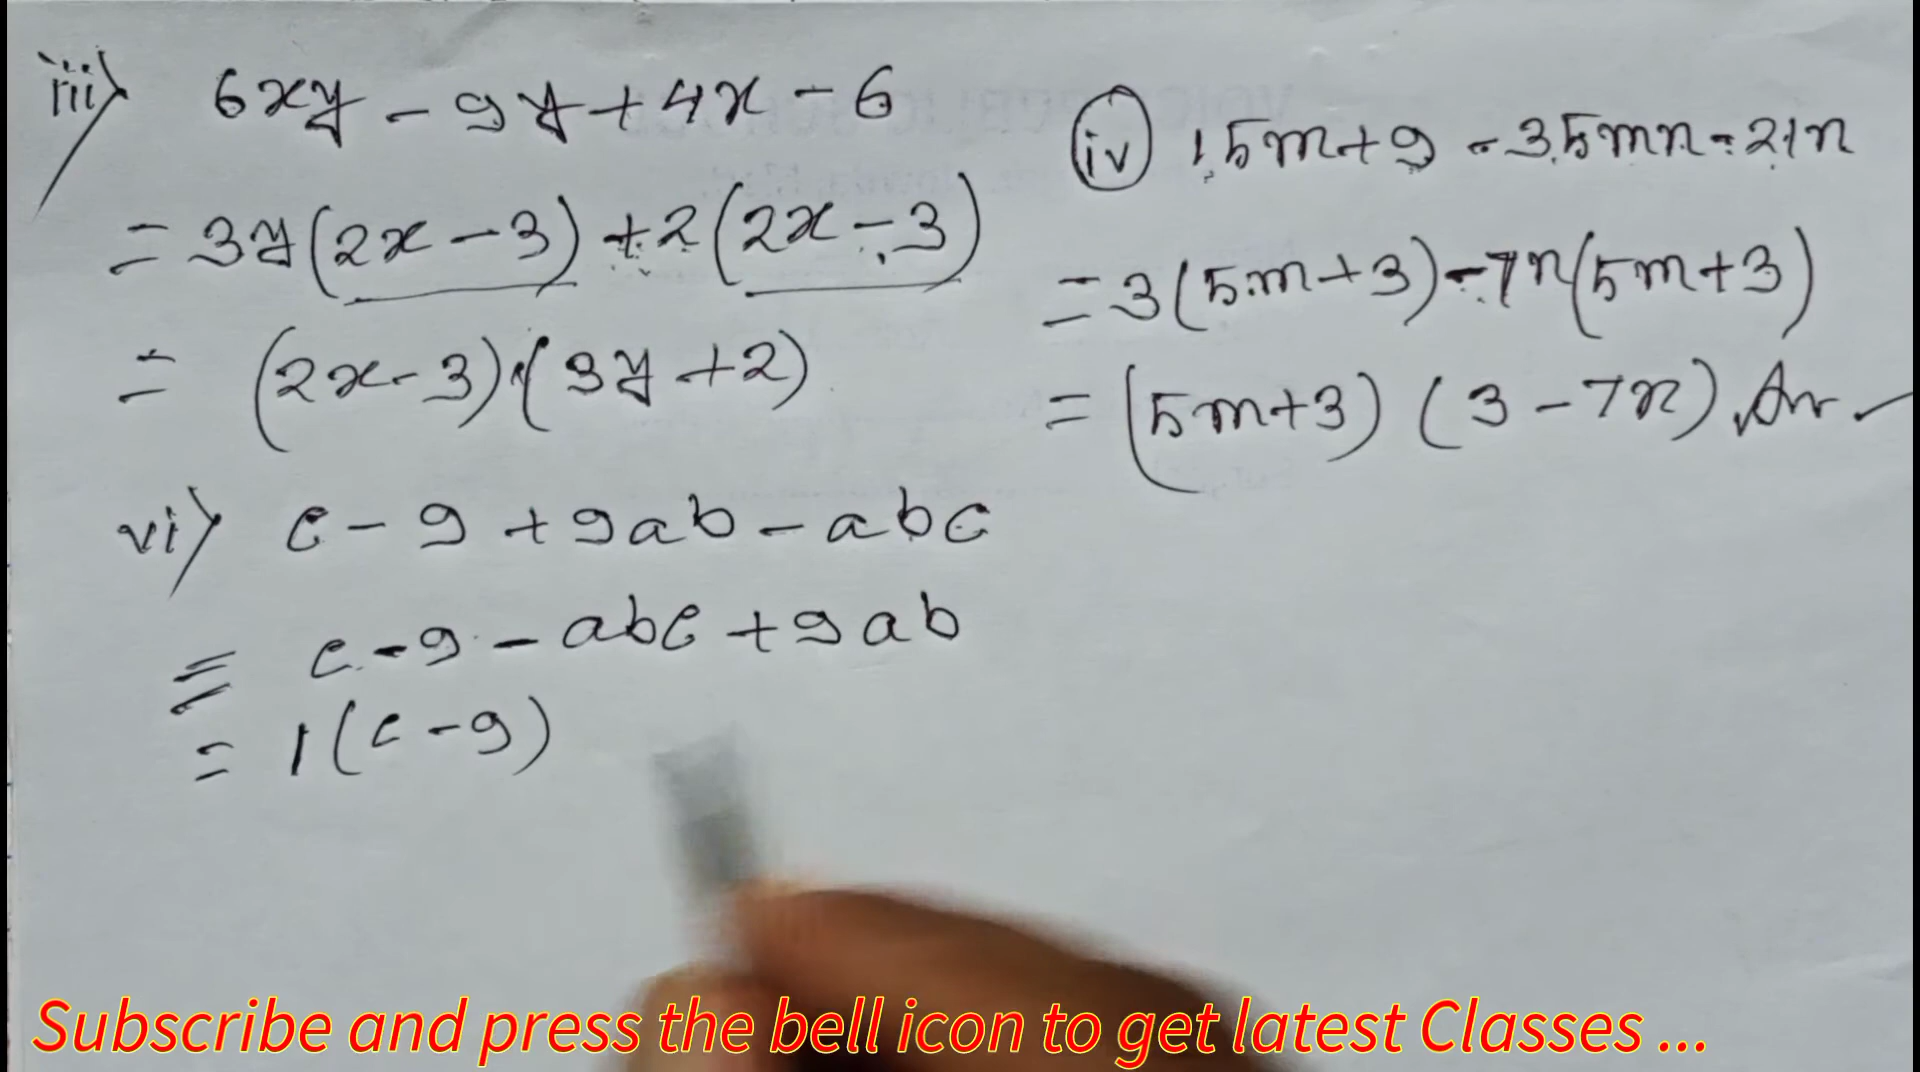 iii) 6xy - 9y + 4x - 6
= 3y(2x - 3) + 2(2x - 3)
= (2x - 3)(3y + 2)
iv 15m + 9 - 35mn - 21n
= 3(5m + 3) - 7n(5m + 3)
= (5m + 3) (3 - 7n) Ans
vi) c - 9 + 9ab - abc
= c - 9 - abc + 9ab
= 1(c - 9)
Subscribe and press the bell icon to get latest Classes ...